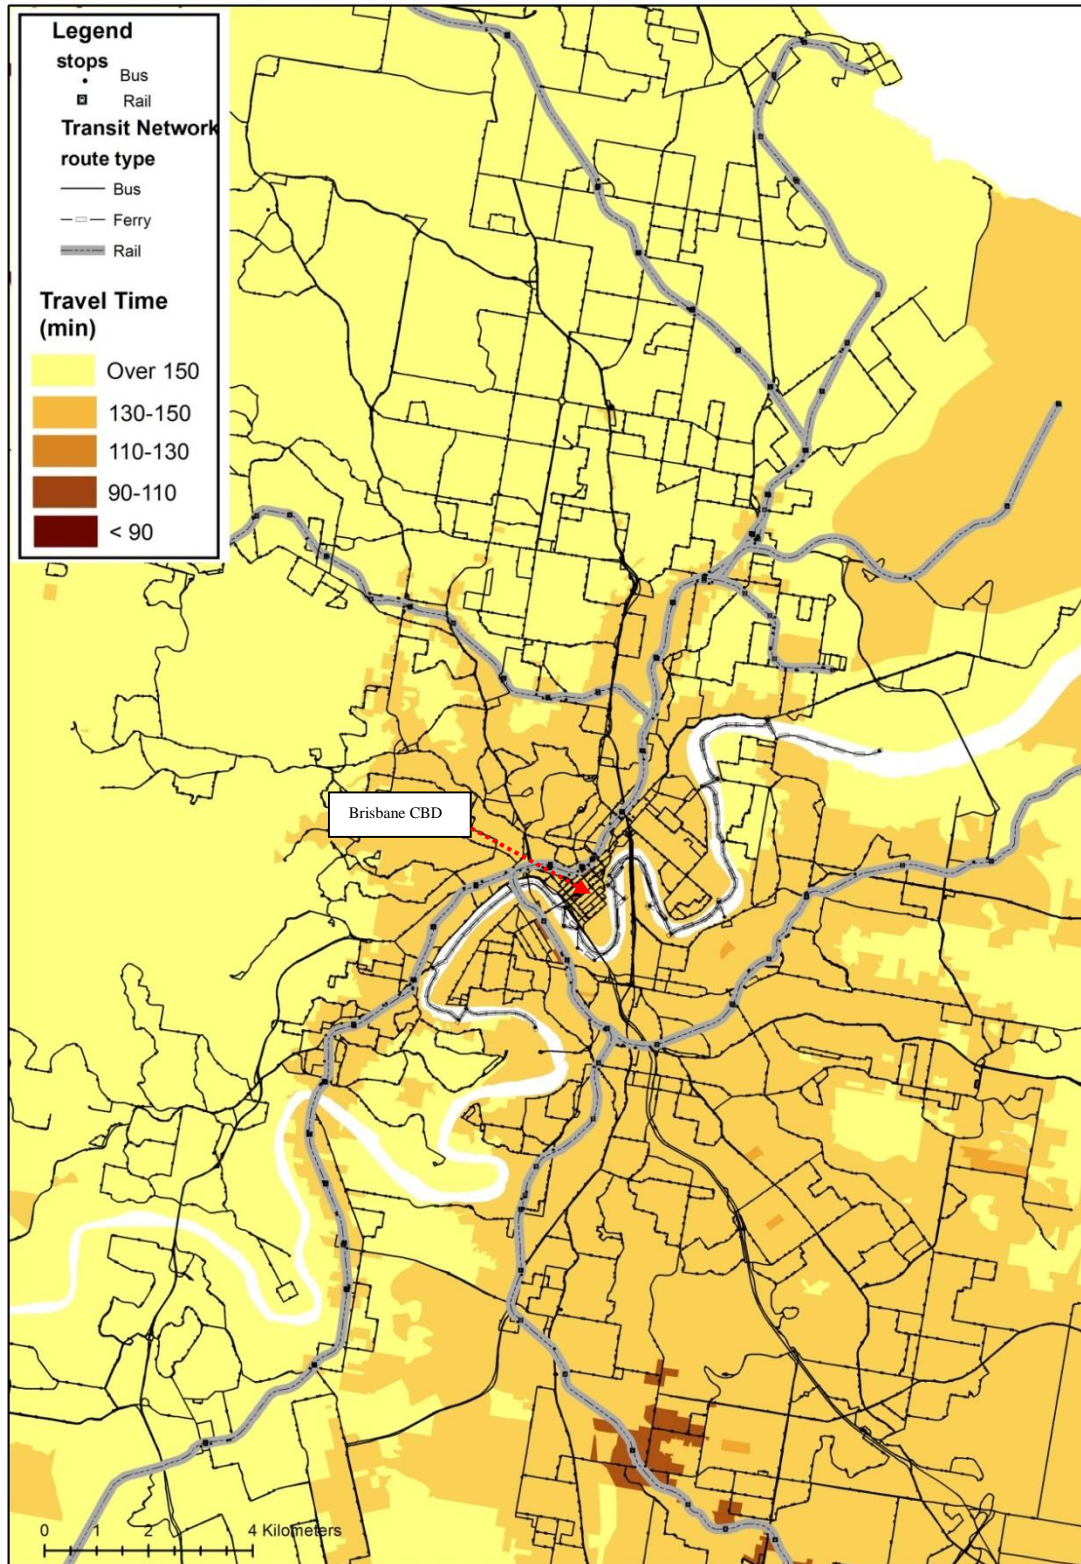 Legend
stops
Bus
Rail
Transit Network
route type
Bus
Ferry
Rail
Travel Time
(min)
Over 150
130-150
110-130
90-110
< 90
Brisbane CBD
0 1 2 4 Kilometers